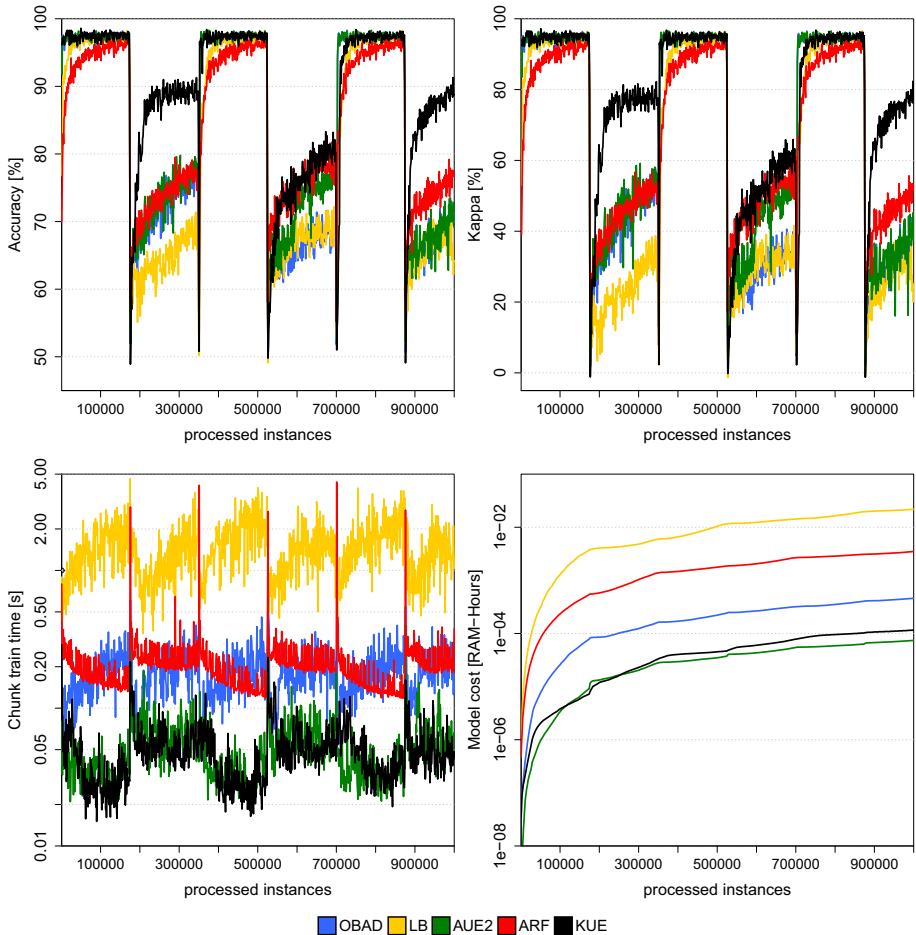 Accuracy [%]
100
90
80
70
60
50
100000 300000 500000 700000 900000
processed instances
Kappa [%]
100
80
60
40
20
0
100000 300000 500000 700000 900000
processed instances
Chunk train time [s]
5.00
2.00
0.50
0.20
0.05
0.01
100000 300000 500000 700000 900000
processed instances
Model cost [RAM−Hours]
1e−02
1e−04
1e−06
1e−08
100000 300000 500000 700000 900000
processed instances
OBAD LB AUE2 ARF KUE